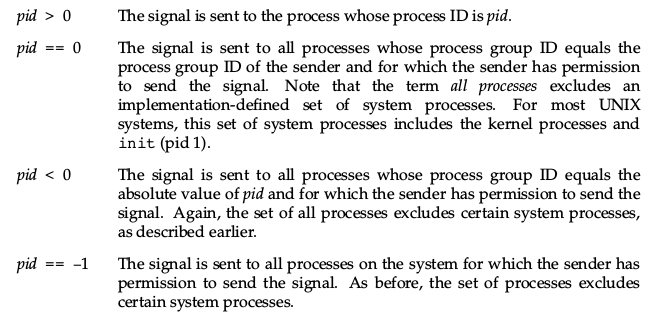 pid > 0 The signal is sent to the process whose process ID is pid.
pid == 0 The signal is sent to all processes whose process group ID equals the
process group ID of the sender and for which the sender has permission
to send the signal. Note that the term all processes excludes an
implementation-defined set of system processes. For most UNIX
systems, this set of system processes includes the kernel processes and
init (pid 1).
pid < 0 The signal is sent to all processes whose process group ID equals the
absolute value of pid and for which the sender has permission to send the
signal. Again, the set of all processes excludes certain system processes,
as described earlier.
pid == –1 The signal is sent to all processes on the system for which the sender has
permission to send the signal. As before, the set of processes excludes
certain system processes.